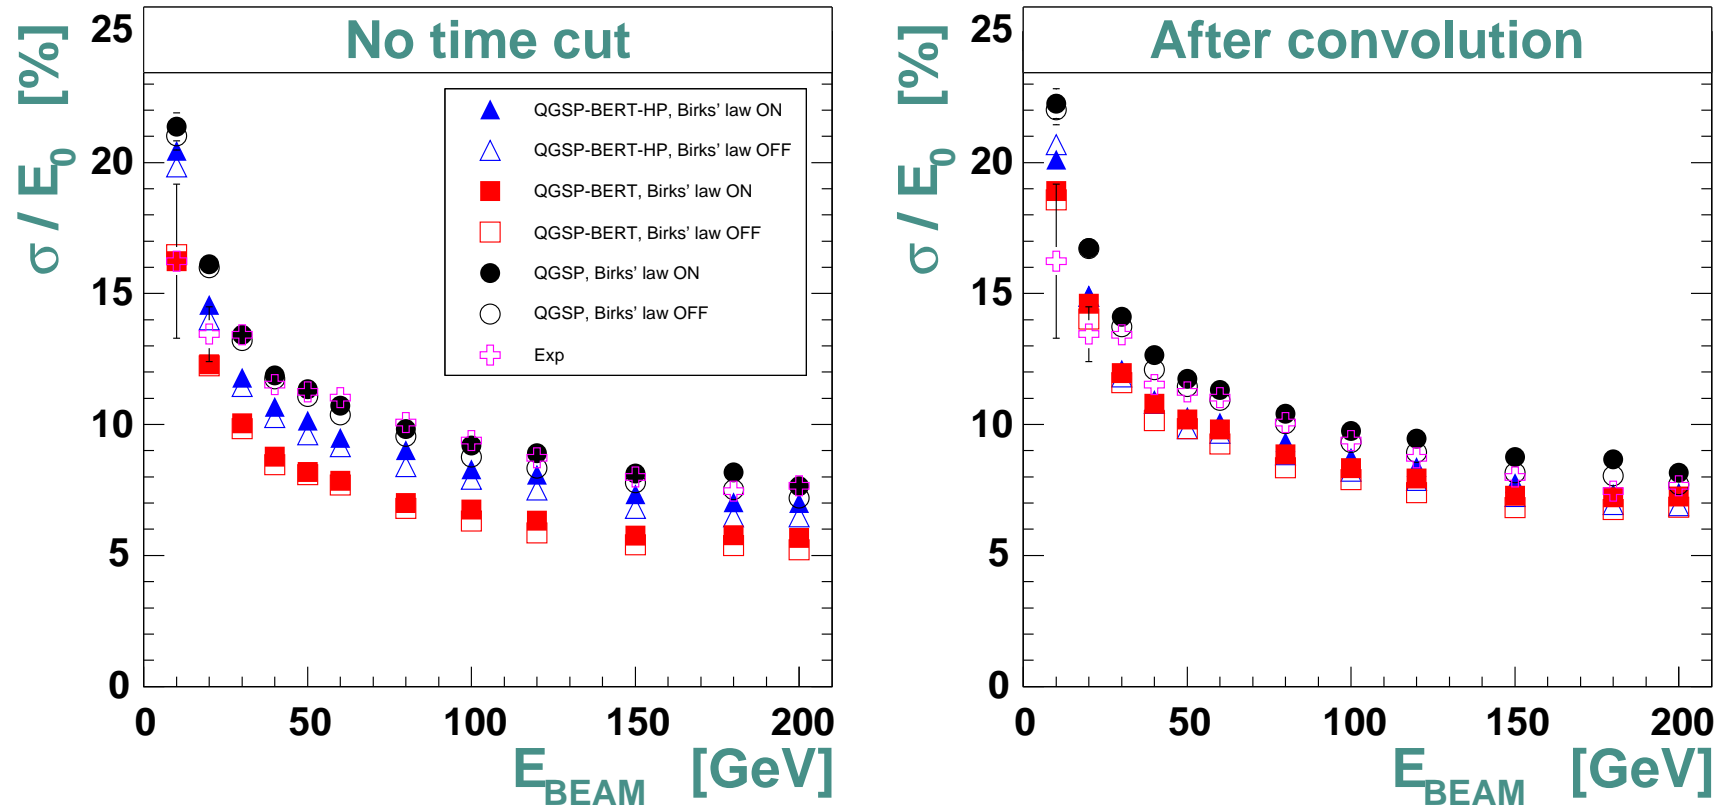 No time cut
σ / E0 [%]
25
20
15
10
5
0
QGSP-BERT-HP, Birks' law ON
QGSP-BERT-HP, Birks' law OFF
QGSP-BERT, Birks' law ON
QGSP-BERT, Birks' law OFF
QGSP, Birks' law ON
QGSP, Birks' law OFF
Exp
0 50 100 150 200
EBEAM [GeV]
After convolution
σ / E0 [%]
25
20
15
10
5
0
0 50 100 150 200
EBEAM [GeV]